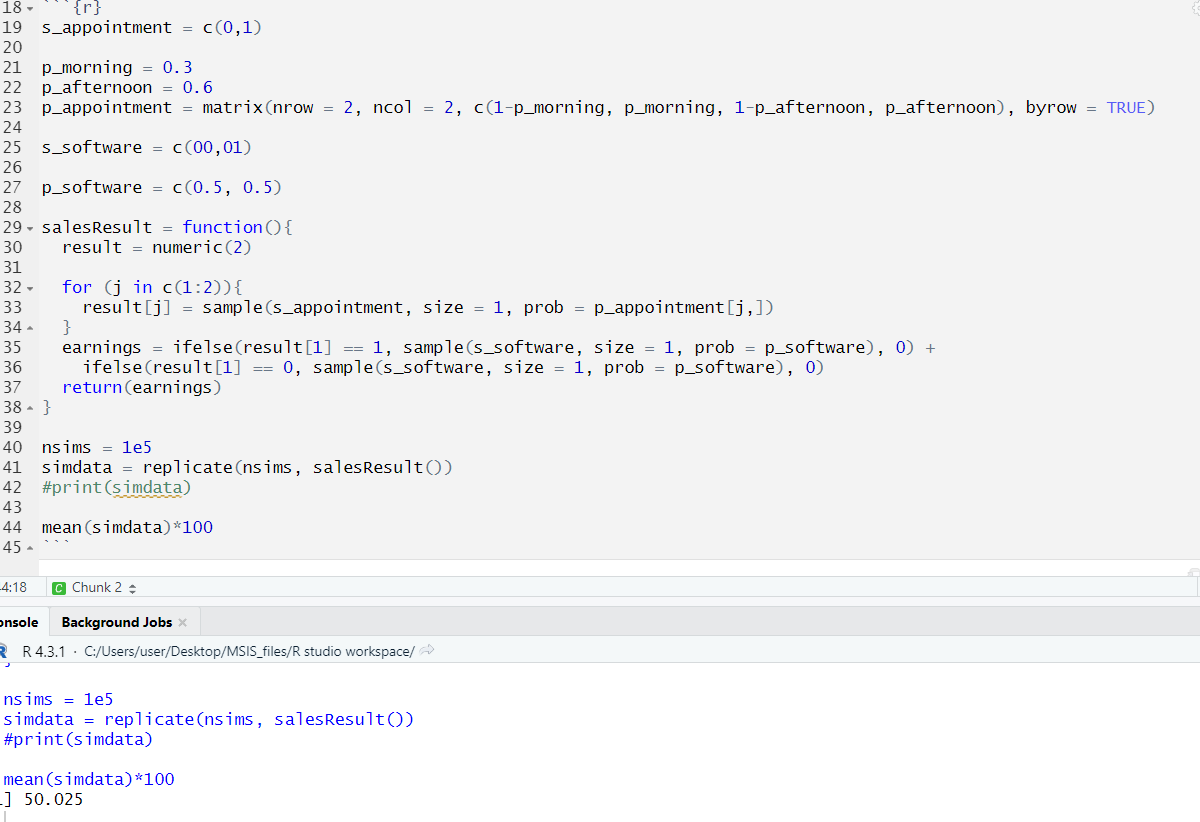 18 ```{r}
19 s_appointment = c(0,1)
20
21 p_morning = 0.3
22 p_afternoon = 0.6
23 p_appointment = matrix(nrow = 2, ncol = 2, c(1-p_morning, p_morning, 1-p_afternoon, p_afternoon), byrow = TRUE)
24
25 s_software = c(00,01)
26
27 p_software = c(0.5, 0.5)
28
29 salesResult = function(){
30   result = numeric(2)
31
32   for (j in c(1:2)){
33     result[j] = sample(s_appointment, size = 1, prob = p_appointment[j,])
34   }
35   earnings = ifelse(result[1] == 1, sample(s_software, size = 1, prob = p_software), 0) +
36     ifelse(result[1] == 0, sample(s_software, size = 1, prob = p_software), 0)
37   return(earnings)
38 }
39
40 nsims = 1e5
41 simdata = replicate(nsims, salesResult())
42 #print(simdata)
43
44 mean(simdata)*100
45 ```
4:18 C Chunk 2
onsole Background Jobs
R 4.3.1 · C:/Users/user/Desktop/MSIS_files/R studio workspace/
nsims = 1e5
simdata = replicate(nsims, salesResult())
#print(simdata)
mean(simdata)*100
] 50.025